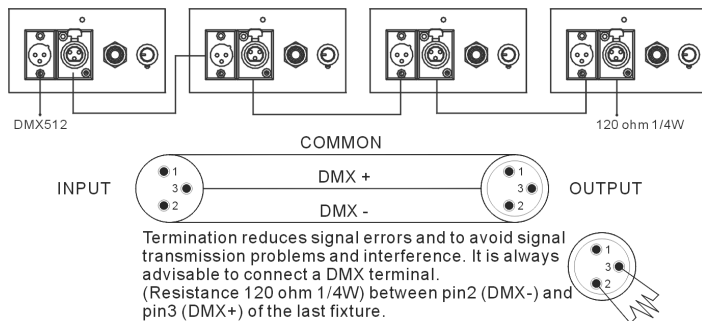 DMX512
120 ohm 1/4W
COMMON
INPUT
1
3
2
DMX +
DMX -
1
3
2
OUTPUT
Termination reduces signal errors and to avoid signal
transmission problems and interference. It is always
advisable to connect a DMX terminal.
(Resistance 120 ohm 1/4W) between pin2 (DMX-) and
pin3 (DMX+) of the last fixture.
1
3
2